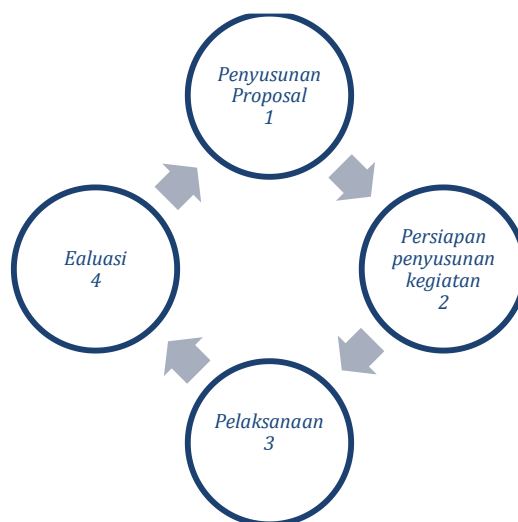 Penyusunan
Proposal
1
Persiapan
penyusunan
kegiatan
2
Pelaksanaan
3
Ealuasi
4